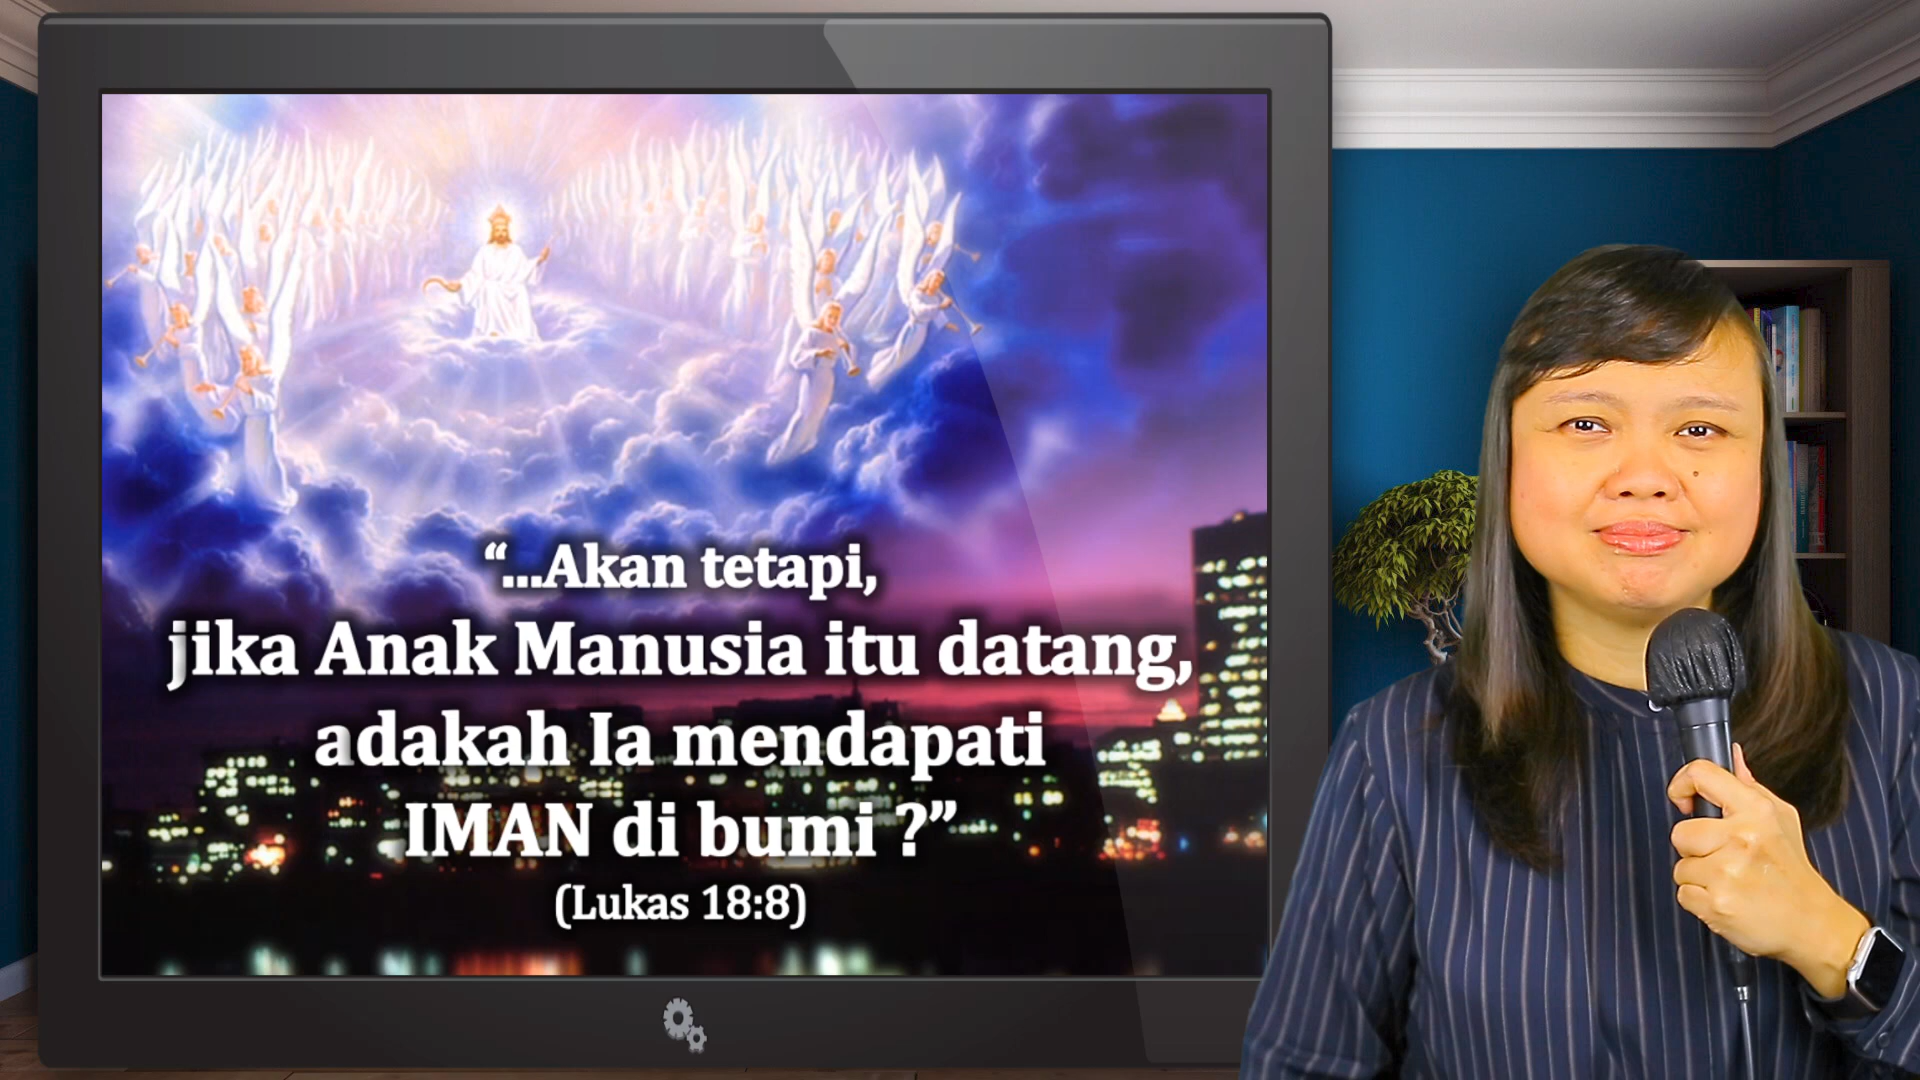 “...Akan tetapi,
jika Anak Manusia itu datang,
adakah Ia mendapati
IMAN di bumi ?”
(Lukas 18:8)